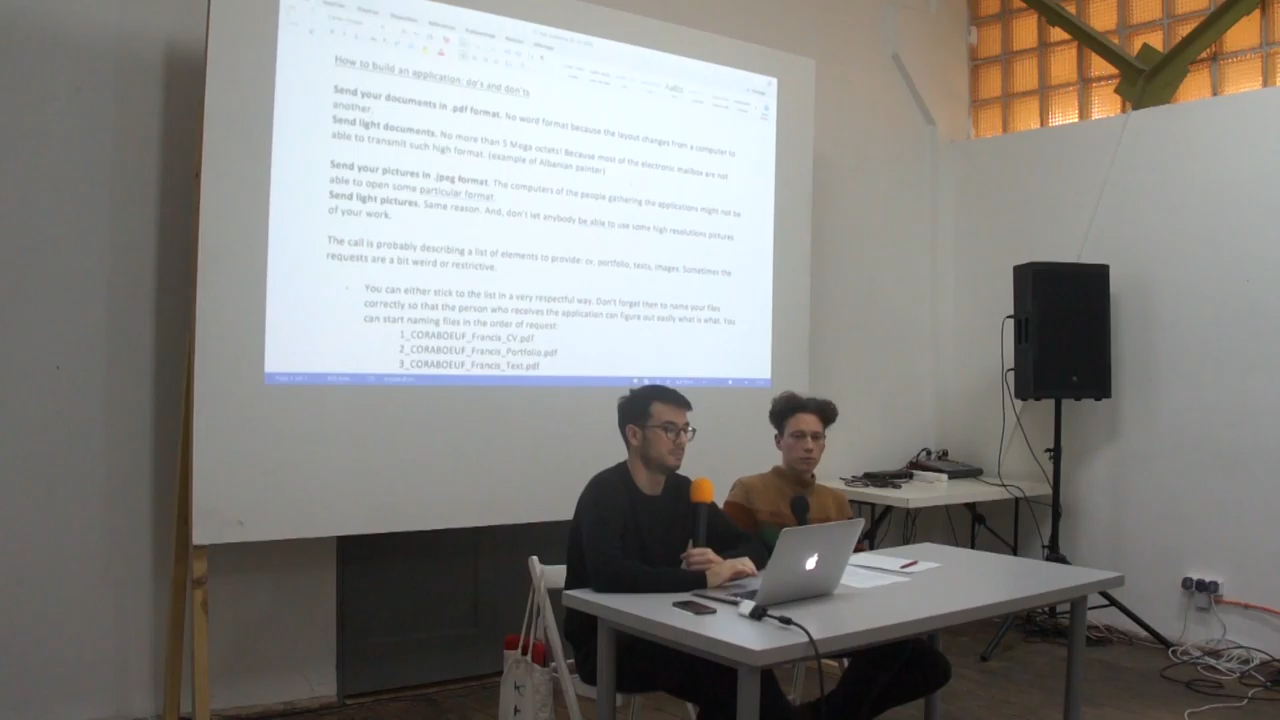 How to build an application: do's and don'ts
Send your documents in .pdf format. No word format because the layout changes from a computer to
another.
Send light documents. No more than 5 Mega octets! Because most of the electronic mailbox are not
able to transmit such high format. (example of Albanian painter)
Send your pictures in .jpeg format. The computers of the people gathering the applications might not be
able to open some particular format.
Send light pictures. Same reason. And, don't let anybody be able to use some high resolutions pictures
of your work.
The call is probably describing a list of elements to provide: cv, portfolio, texts, images. Sometimes the
requests are a bit weird or restrictive.
You can either stick to the list in a very respectful way. Don't forget then to name your files
correctly so that the person who receives the application can figure out easily what is what. You
can start naming files in the order of request:
1_CORABOEUF_Francis_CV.pdf
2_CORABOEUF_Francis_Portfolio.pdf
3_CORABOEUF_Francis_Text.pdf